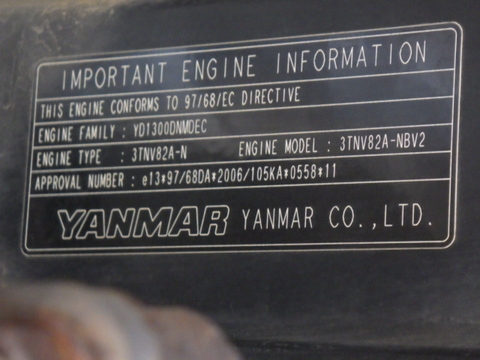 IMPORTANT ENGINE INFORMATION
THIS ENGINE CONFORMS TO 97/68/EC DIRECTIVE
ENGINE FAMILY : YDI300DNMDEC
ENGINE TYPE : 3TNV82A-N ENGINE MODEL : 3TNV82A-NBV2
APPROVAL NUMBER : e13*97/68DA*2006/105KA*0558*11
YANMAR YANMAR CO.,LTD.